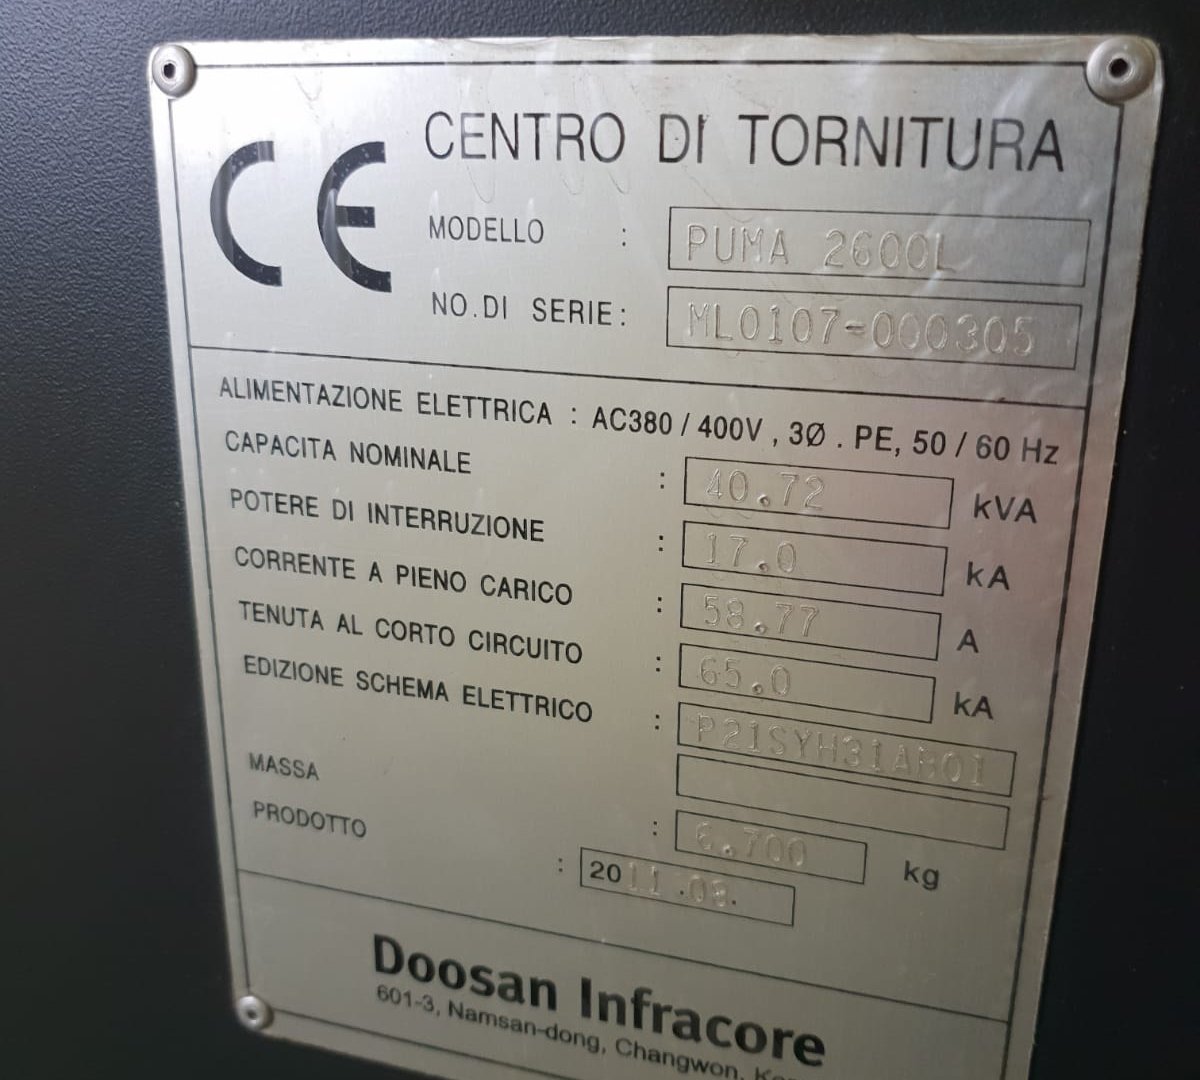 CE CENTRO DI TORNITURA
MODELLO : PUMA 2600L
NO.DI SERIE: ML0107-000305
ALIMENTAZIONE ELETTRICA : AC380 / 400V , 3Ø . PE, 50 / 60 Hz
CAPACITA NOMINALE : 40.72 kVA
POTERE DI INTERRUZIONE : 17.0 kA
CORRENTE A PIENO CARICO : 58.77 A
TENUTA AL CORTO CIRCUITO : 65.0 kA
EDIZIONE SCHEMA ELETTRICO : P21SYH31AB01
MASSA : 6.700 kg
PRODOTTO : 2011.08.
Doosan Infracore
601-3, Namsan-dong, Changwon,